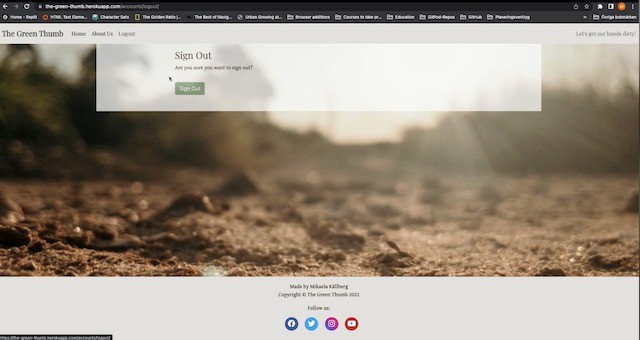 the-green-thumb.herokuapp.com/accounts/logout/
Home - Replit
HTML Text Eleme...
Character Sets
The Golden Ratio |...
The Best of Navig...
Urban Growing at...
Browser additions
Courses to take pr...
Education
GitPod-Repos
GitHub
Planeringsverktyg
»
Övriga bokmärken
The Green Thumb Home About Us Logout
Let's get our hands dirty!
Sign Out
Are you sure you want to sign out?
Sign Out
Made by Mikaela Källberg
Copyright © The Green Thumb 2022
Follow us:
https://the-green-thumb.herokuapp.com/accounts/logout/